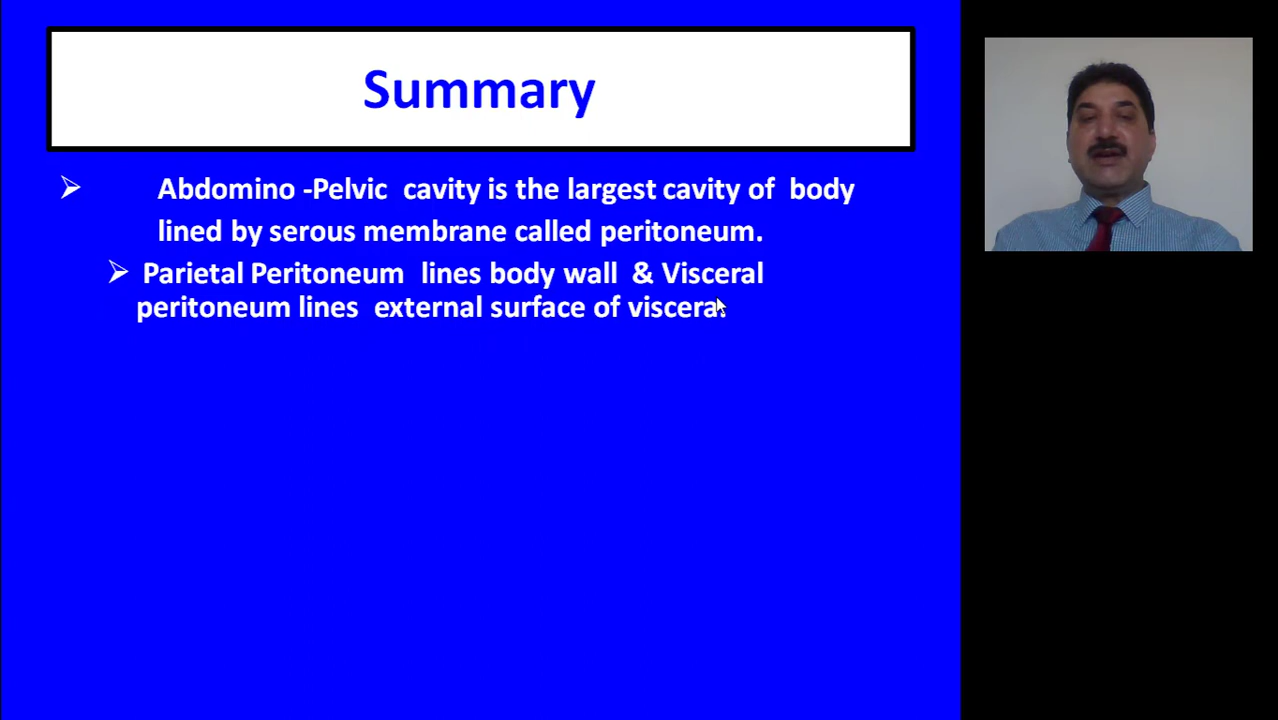 Summary
Abdomino -Pelvic cavity is the largest cavity of body
lined by serous membrane called peritoneum.
Parietal Peritoneum lines body wall & Visceral
peritoneum lines external surface of viscera.